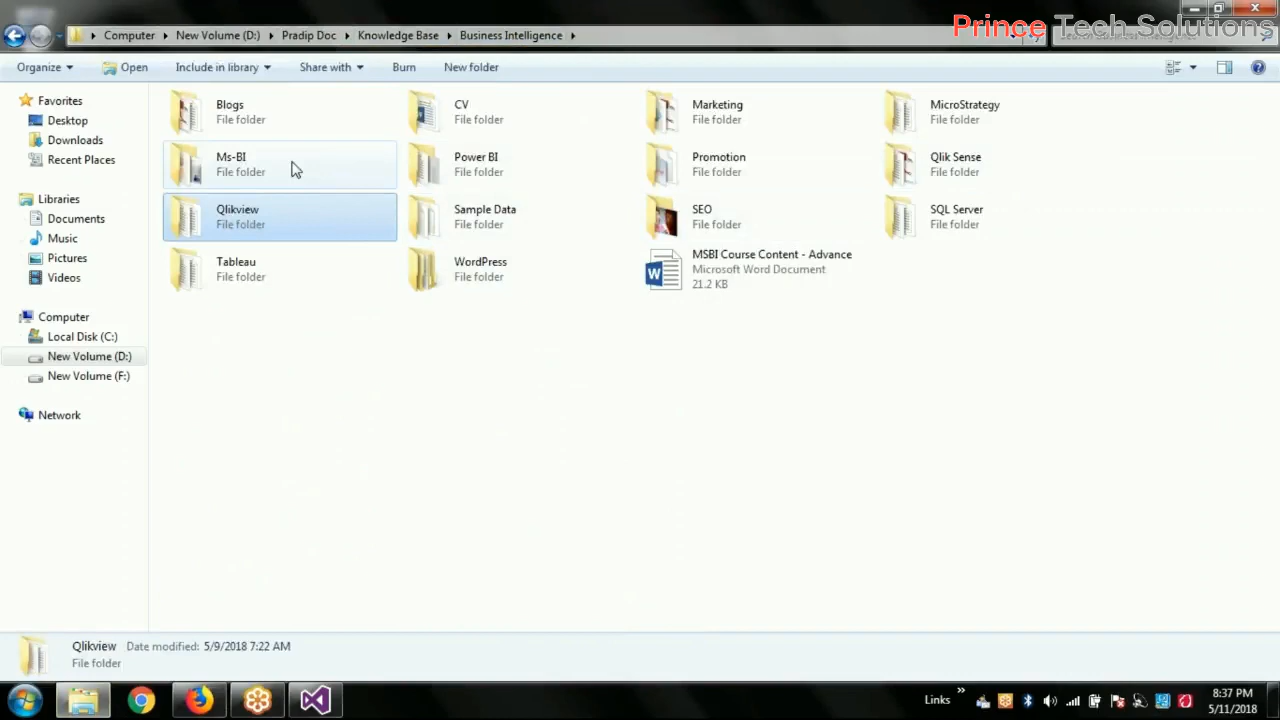 Prince Tech Solutions
Computer New Volume (D:) Pradip Doc Knowledge Base Business Intelligence
Organize Open Include in library Share with Burn New folder
Favorites
Desktop
Downloads
Recent Places
Libraries
Documents
Music
Pictures
Videos
Computer
Local Disk (C:)
New Volume (D:)
New Volume (F:)
Network
Blogs
File folder
CV
File folder
Marketing
File folder
MicroStrategy
File folder
Ms-BI
File folder
Power BI
File folder
Promotion
File folder
Qlik Sense
File folder
Qlikview
File folder
Sample Data
File folder
SEO
File folder
SQL Server
File folder
Tableau
File folder
WordPress
File folder
MSBI Course Content - Advance
Microsoft Word Document
21.2 KB
Qlikview Date modified: 5/9/2018 7:22 AM
File folder
Links
8:37 PM
5/11/2018